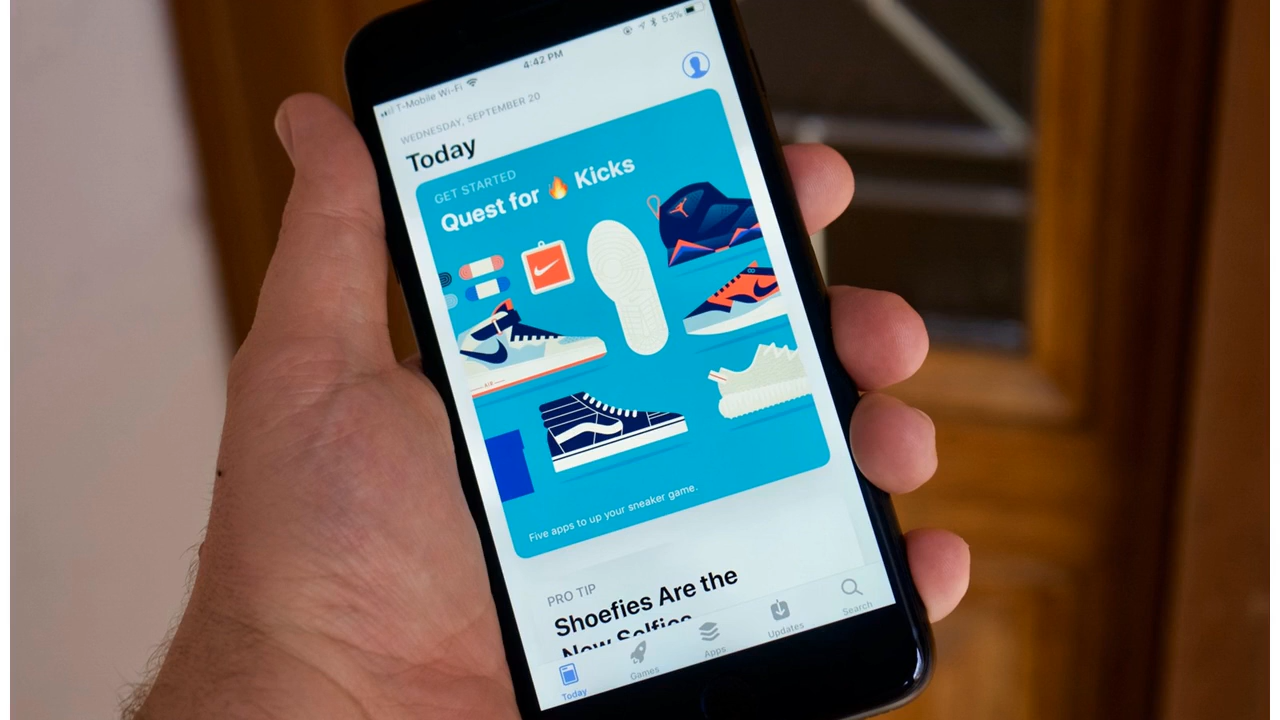 T-Mobile Wi-Fi 4:42 PM 53%
WEDNESDAY, SEPTEMBER 20
Today
GET STARTED
Quest for 🔥 Kicks
AIR
Five apps to up your sneaker game.
PRO TIP
Shoefies Are the
New Selfies
Today Games Apps Updates Search